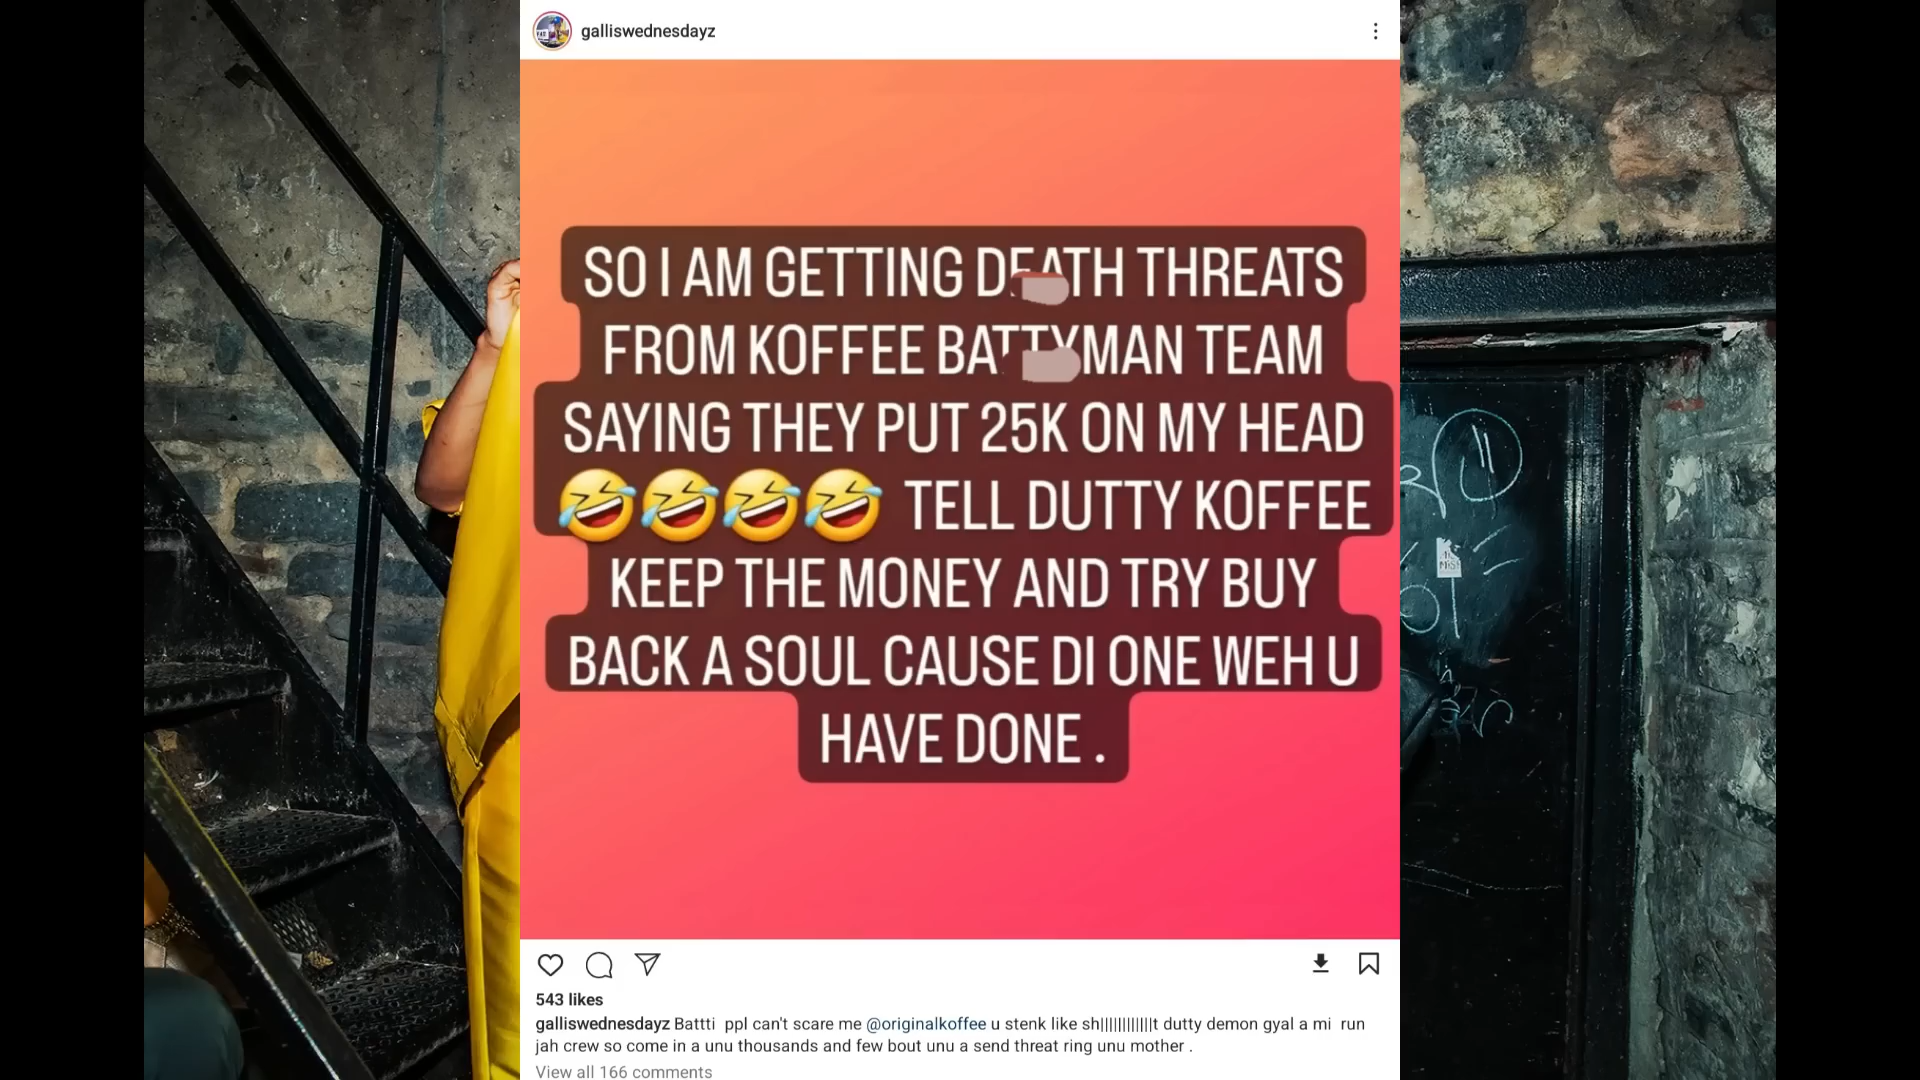 galliswednesdayz
SO I AM GETTING DEATH THREATS
FROM KOFFEE BATTYMAN TEAM
SAYING THEY PUT 25K ON MY HEAD
🤣🤣🤣🤣 TELL DUTTY KOFFEE
KEEP THE MONEY AND TRY BUY
BACK A SOUL CAUSE DI ONE WEH U
HAVE DONE .
543 likes
galliswednesdayz Battti ppl can't scare me @originalkoffee u stenk like sh||||||||||||t dutty demon gyal a mi run
jah crew so come in a unu thousands and few bout unu a send threat ring unu mother .
View all 166 comments